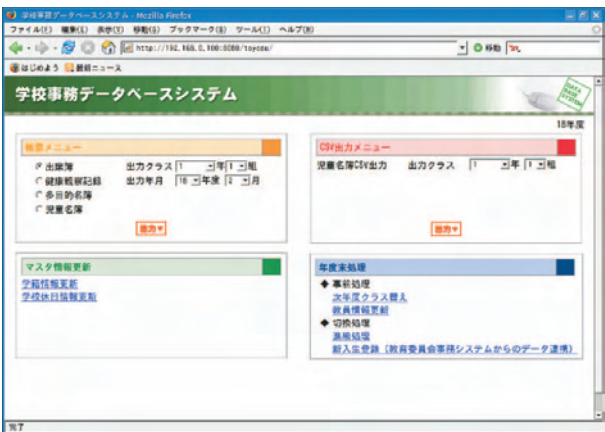 学校事務データベースシステム - Mozilla Firefox
ファイル(F) 編集(E) 表示(V) 移動(G) ブックマーク(B) ツール(T) ヘルプ(H)
http://192.168.0.100:8080/toyosu/
移動
はじめよう 最新ニュース
学校事務データベースシステム
DATA BASE SYSTEM
18年度
帳票メニュー
出席簿 出力クラス 1 年 1 組
健康観察記録 出力年月 18 年度 2 月
多目的名簿
児童名簿
出力
CSV出力メニュー
児童名簿CSV出力 出力クラス 1 年 1 組
出力
マスタ情報更新
学籍情報更新
学校休日情報更新
年度末処理
◆ 事前処理
次年度クラス替え
教員情報更新
◆ 切換処理
進級処理
新入生登録（教育委員会事務システムからのデータ連携）
完了